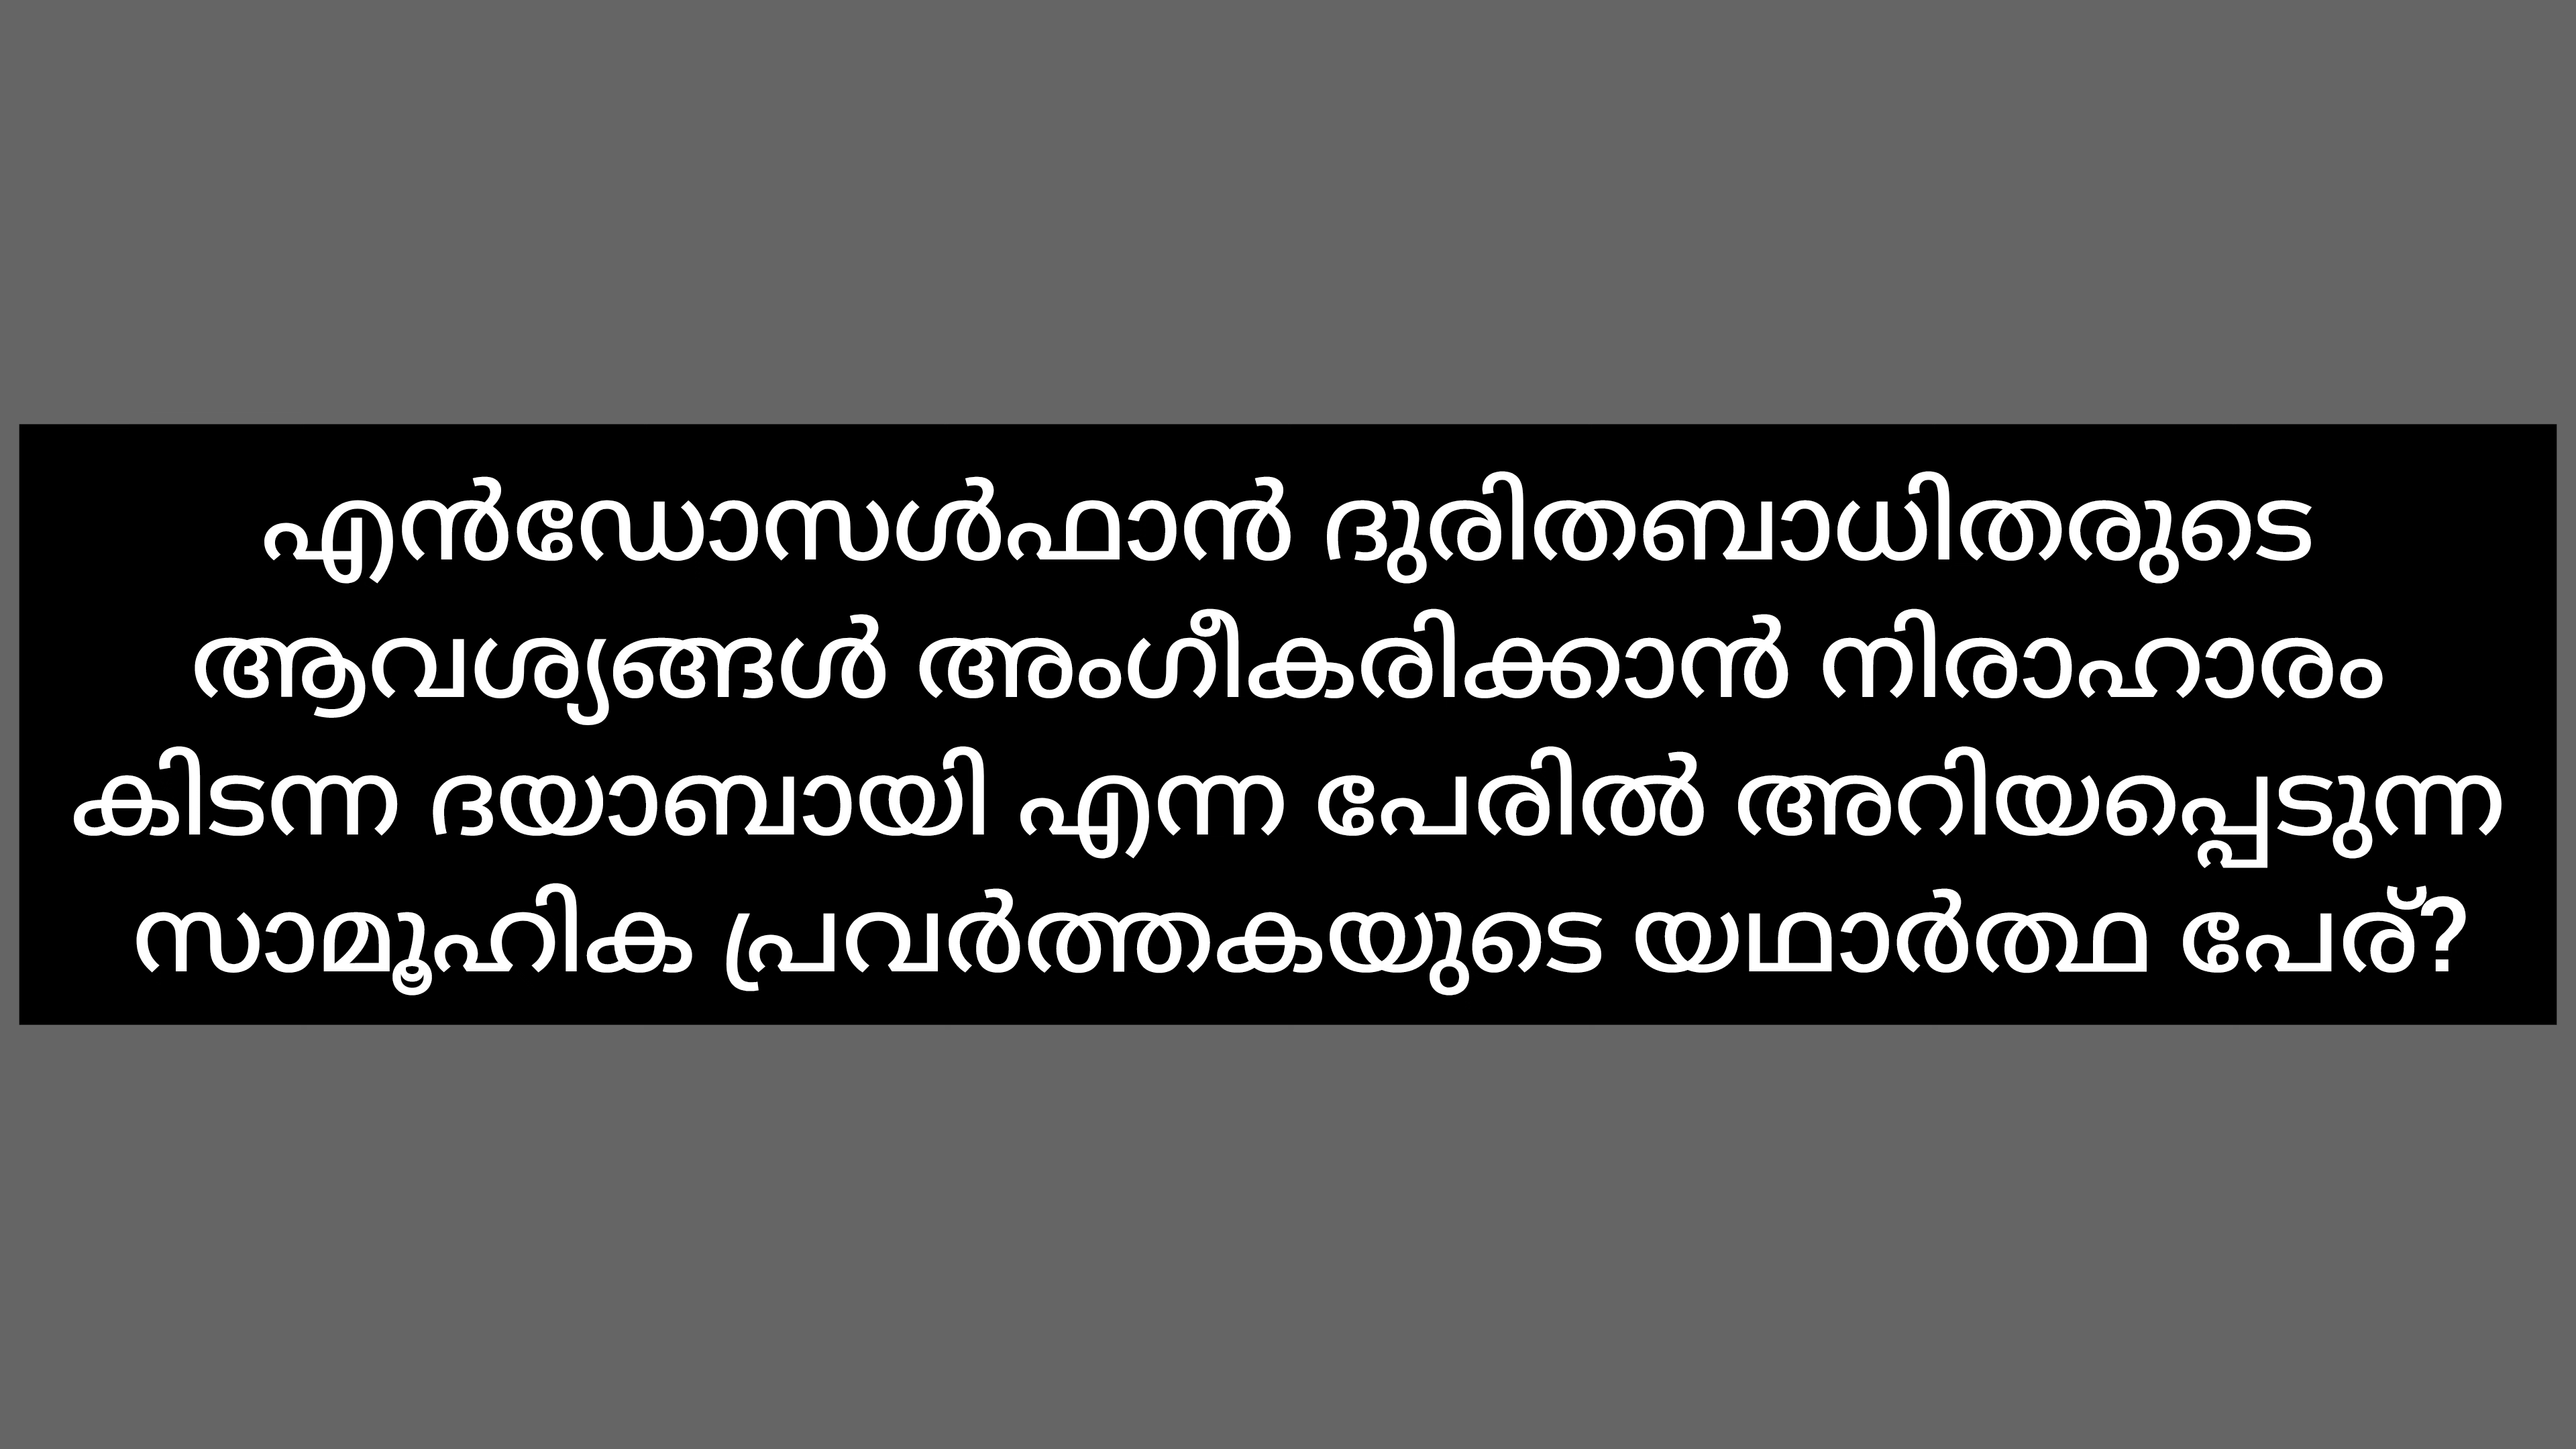 എൻഡോസൾഫാൻ ദുരിതബാധിതരുടെ
ആവശ്യങ്ങൾ അംഗീകരിക്കാൻ നിരാഹാരം
കിടന്ന ദയാബായി എന്ന പേരിൽ അറിയപ്പെടുന്ന
സാമൂഹിക പ്രവർത്തകയുടെ യഥാർത്ഥ പേര്?